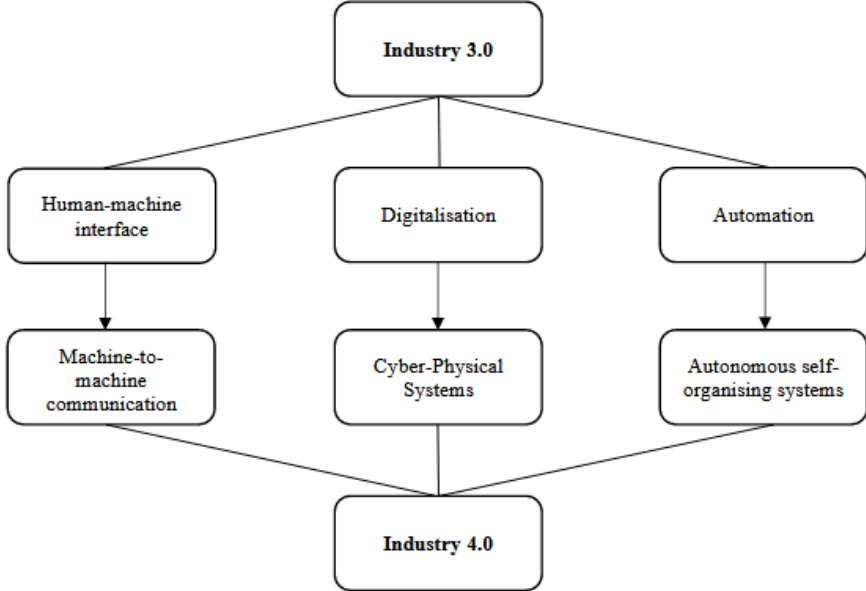 Industry 3.0
Human-machine
interface
Digitalisation
Automation
Machine-to-
machine
communication
Cyber-Physical
Systems
Autonomous self-
organising systems
Industry 4.0